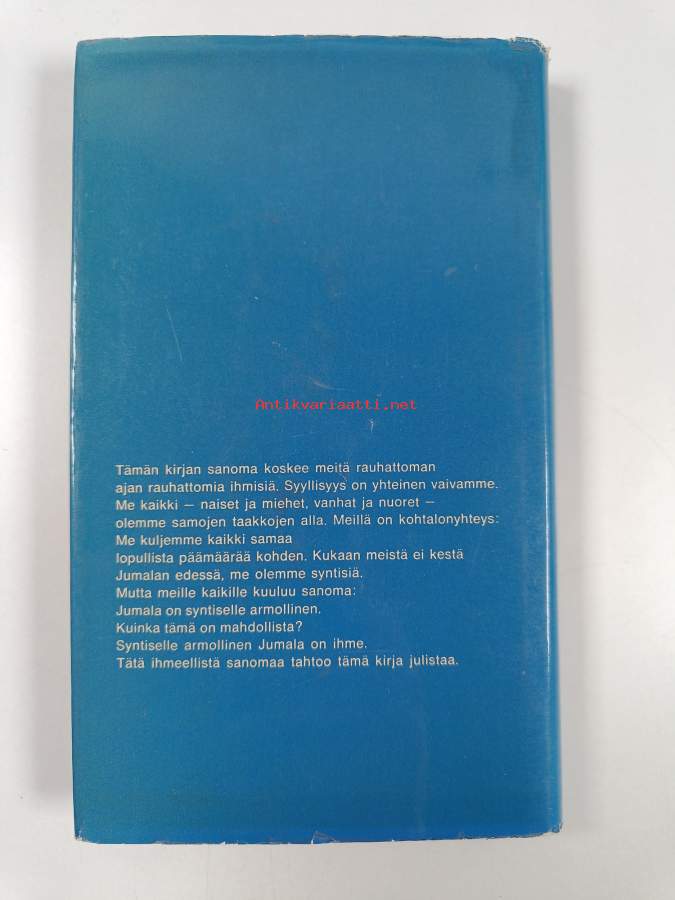 Antikvariaatti.net
Tämän kirjan sanoma koskee meitä rauhattoman
ajan rauhattomia ihmisiä. Syyllisyys on yhteinen vaivamme.
Me kaikki — naiset ja miehet, vanhat ja nuoret —
olemme samojen taakkojen alla. Meillä on kohtalonyhteys:
Me kuljemme kaikki samaa
lopullista päämäärää kohden. Kukaan meistä ei kestä
Jumalan edessä, me olemme syntisiä.
Mutta meille kaikille kuuluu sanoma:
Jumala on syntiselle armollinen.
Kuinka tämä on mahdollista?
Syntiselle armollinen Jumala on ihme.
Tätä ihmeellistä sanomaa tahtoo tämä kirja julistaa.